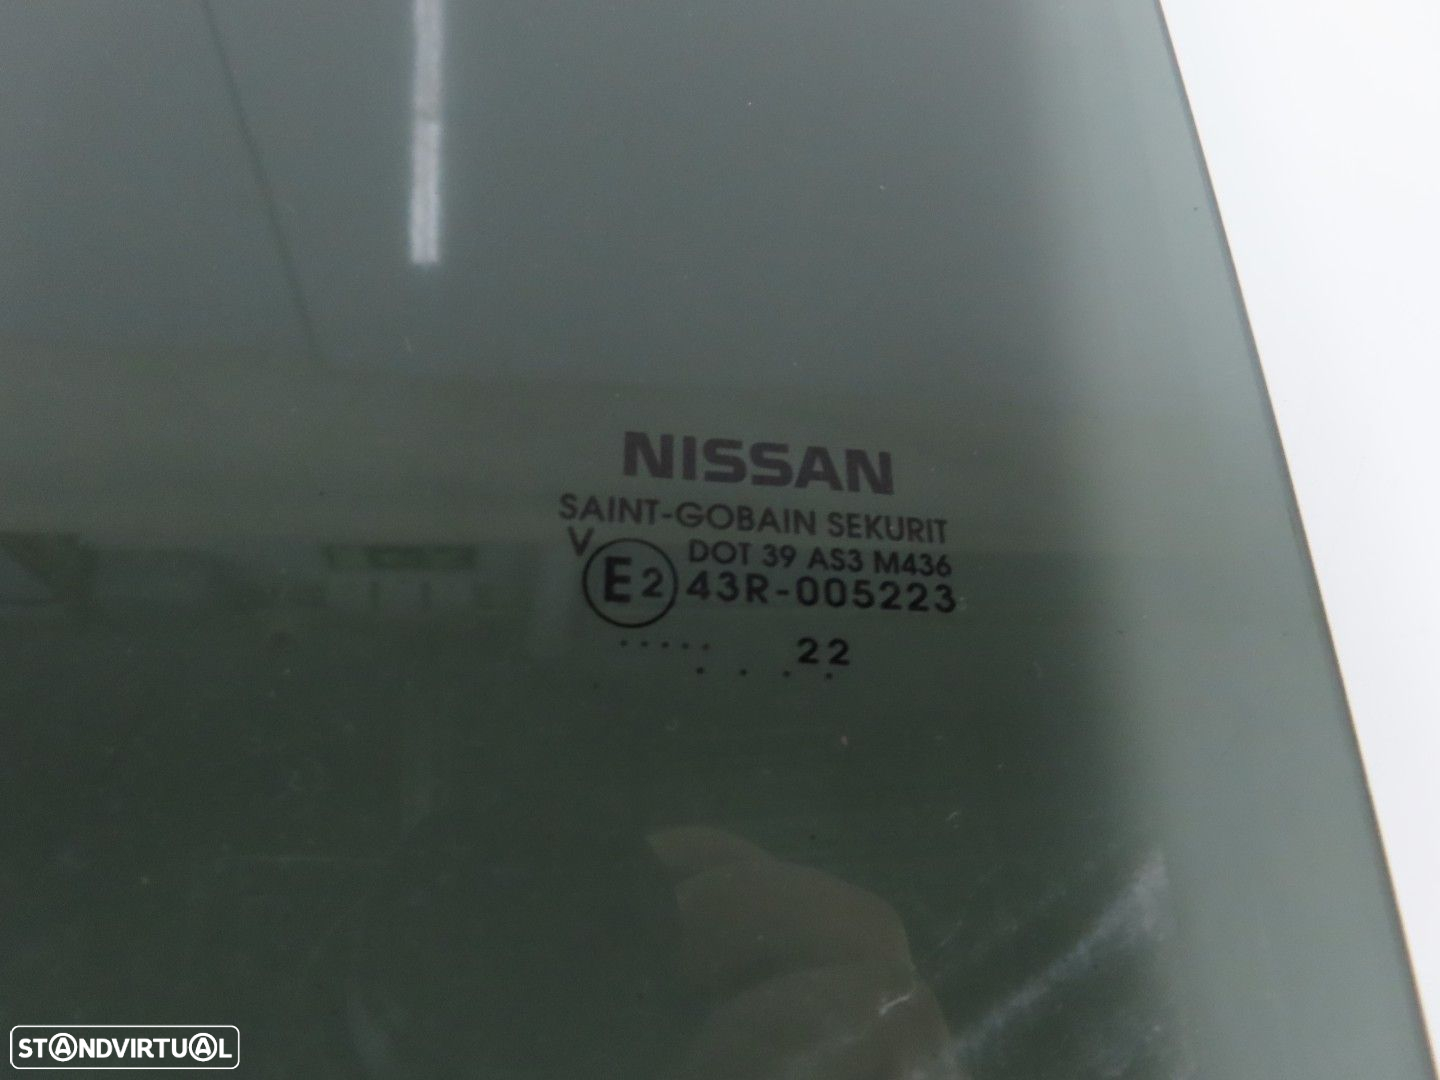 NISSAN
SAINT-GOBAIN SEKURIT
V
DOT 39 AS3 M436
E2 43R-005223
..... 22
. . . .
STANDVIRTUAL